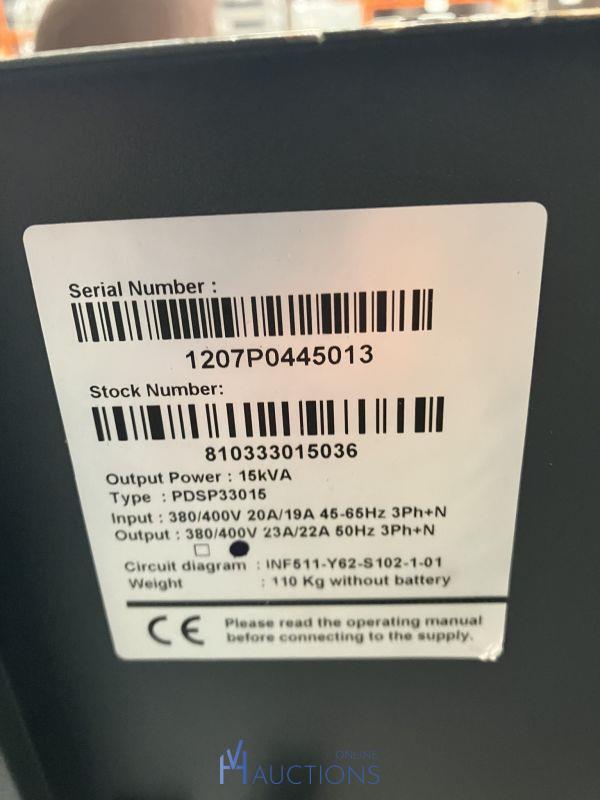 Serial Number :
1207P0445013
Stock Number:
810333015036
Output Power : 15kVA
Type : PDSP33015
Input : 380/400V 20A/19A 45-65Hz 3Ph+N
Output : 380/400V 23A/22A 50Hz 3Ph+N
Circuit diagram : INF511-Y62-S102-1-01
Weight : 110 Kg without battery
CE Please read the operating manual
before connecting to the supply.
VH ONLINE
AUCTIONS